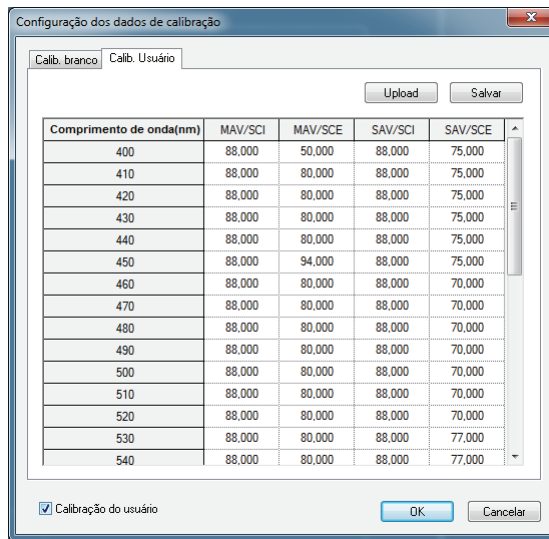 Configuração dos dados de calibração
Calib. branco Calib. Usuário
Upload Salvar
Comprimento de onda(nm) MAV/SCI MAV/SCE SAV/SCI SAV/SCE
400 88,000 50,000 88,000 75,000
410 88,000 80,000 88,000 75,000
420 88,000 80,000 88,000 75,000
430 88,000 80,000 88,000 75,000
440 88,000 80,000 88,000 75,000
450 88,000 94,000 88,000 75,000
460 88,000 80,000 88,000 70,000
470 88,000 80,000 88,000 70,000
480 88,000 80,000 88,000 70,000
490 88,000 80,000 88,000 70,000
500 88,000 80,000 88,000 70,000
510 88,000 80,000 88,000 70,000
520 88,000 80,000 88,000 70,000
530 88,000 80,000 88,000 77,000
540 88,000 80,000 88,000 77,000
Calibração do usuário OK Cancelar